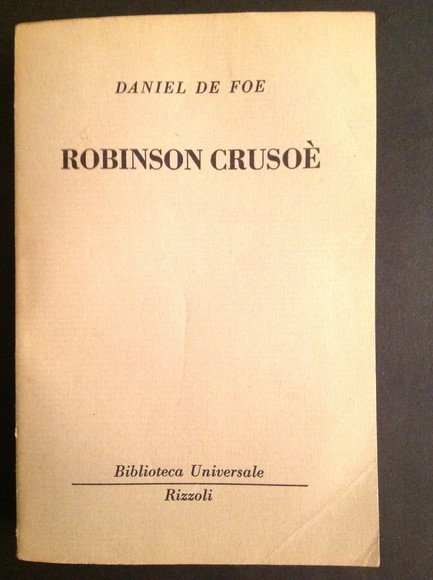 DANIEL DE FOE
ROBINSON CRUSOÈ
Biblioteca Universale
Rizzoli